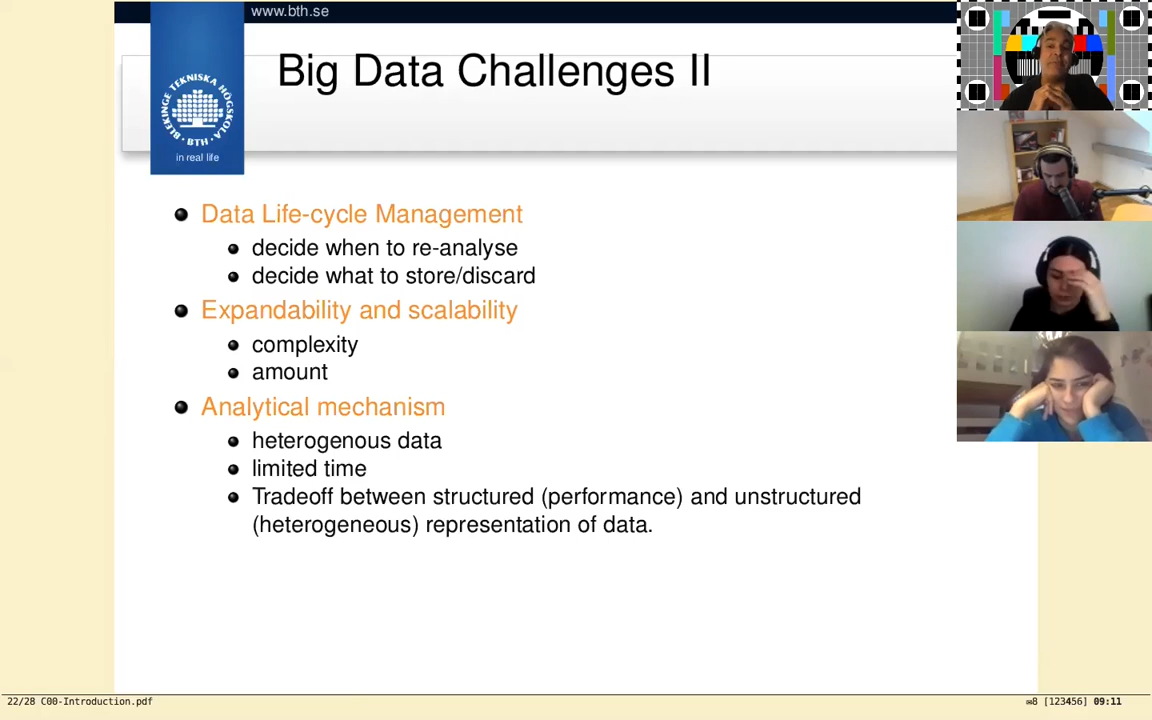 www.bth.se
Big Data Challenges II
BLEKINGE TEKNISKA HÖGSKOLA
BTH
in real life
Data Life-cycle Management
decide when to re-analyse
decide what to store/discard
Expandability and scalability
complexity
amount
Analytical mechanism
heterogenous data
limited time
Tradeoff between structured (performance) and unstructured
(heterogeneous) representation of data.
22/28 C00-Introduction.pdf
✉8 [123456] 09:11